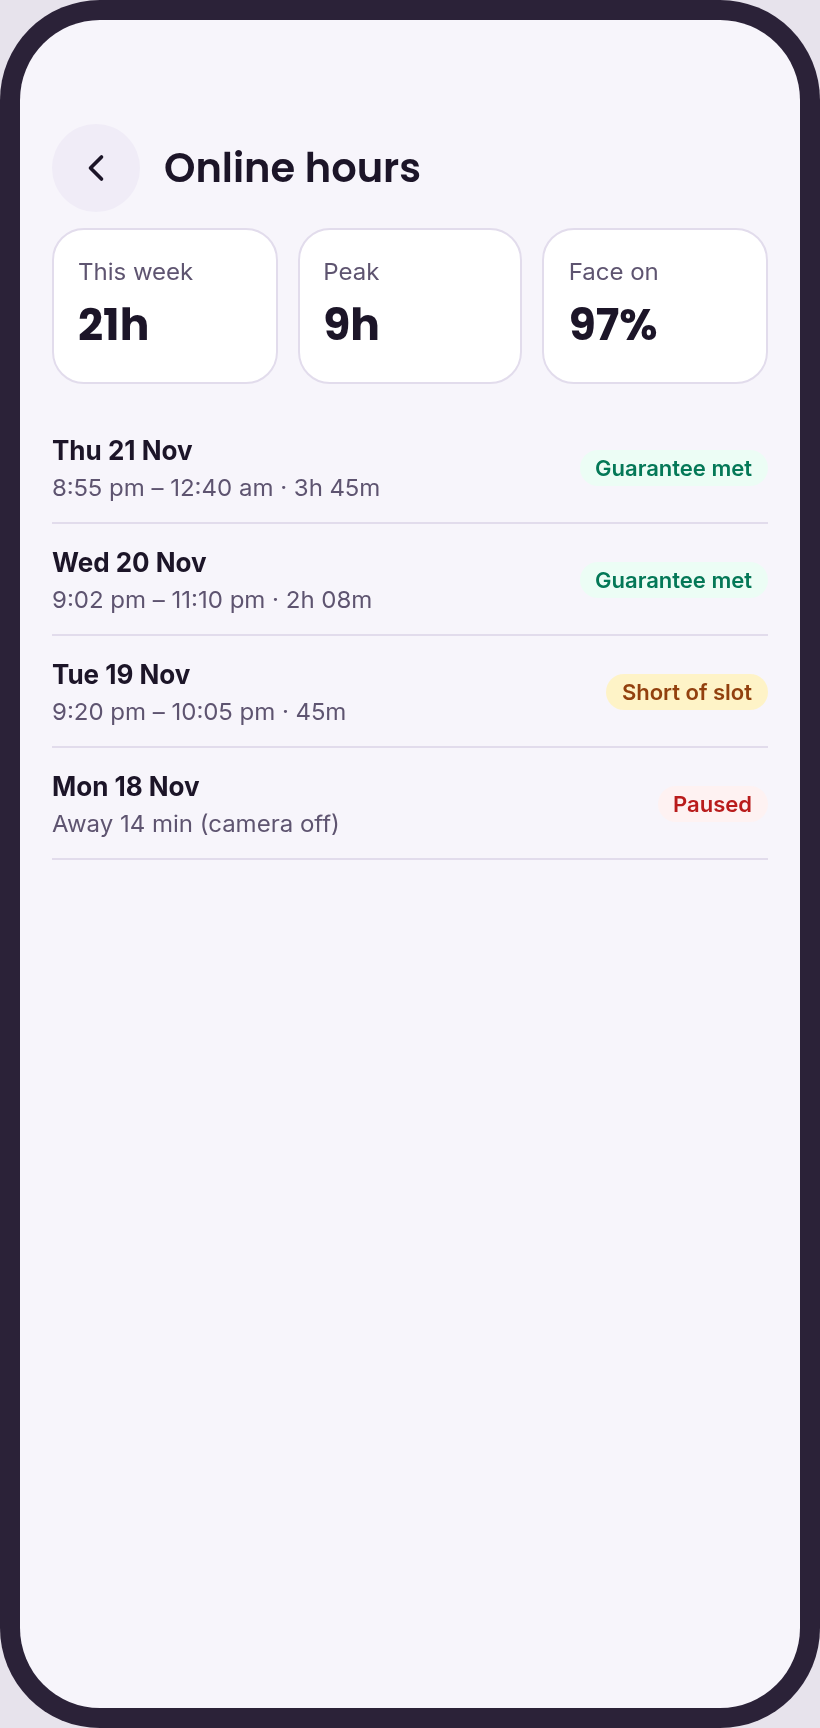 Online hours
This week
21h
Peak
9h
Face on
97%
Thu 21 Nov
8:55 pm – 12:40 am · 3h 45m
Guarantee met
Wed 20 Nov
9:02 pm – 11:10 pm · 2h 08m
Guarantee met
Tue 19 Nov
9:20 pm – 10:05 pm · 45m
Short of slot
Mon 18 Nov
Away 14 min (camera off)
Paused